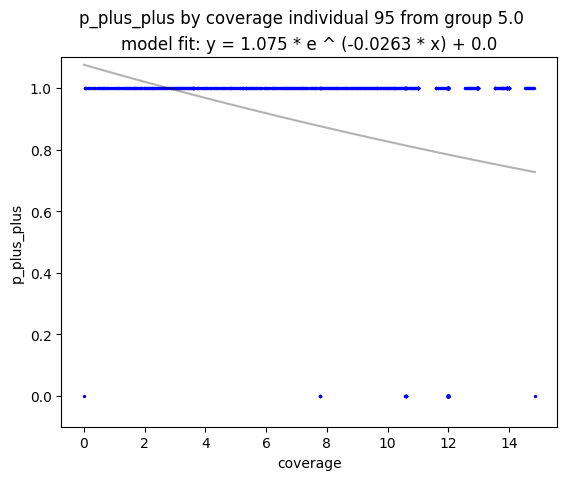 p_plus_plus by coverage individual 95 from group 5.0
model fit: y = 1.075 * e ^ (-0.0263 * x) + 0.0
1.0
0.8
0.6
0.4
0.2
0.0
p_plus_plus
0 2 4 6 8 10 12 14
coverage